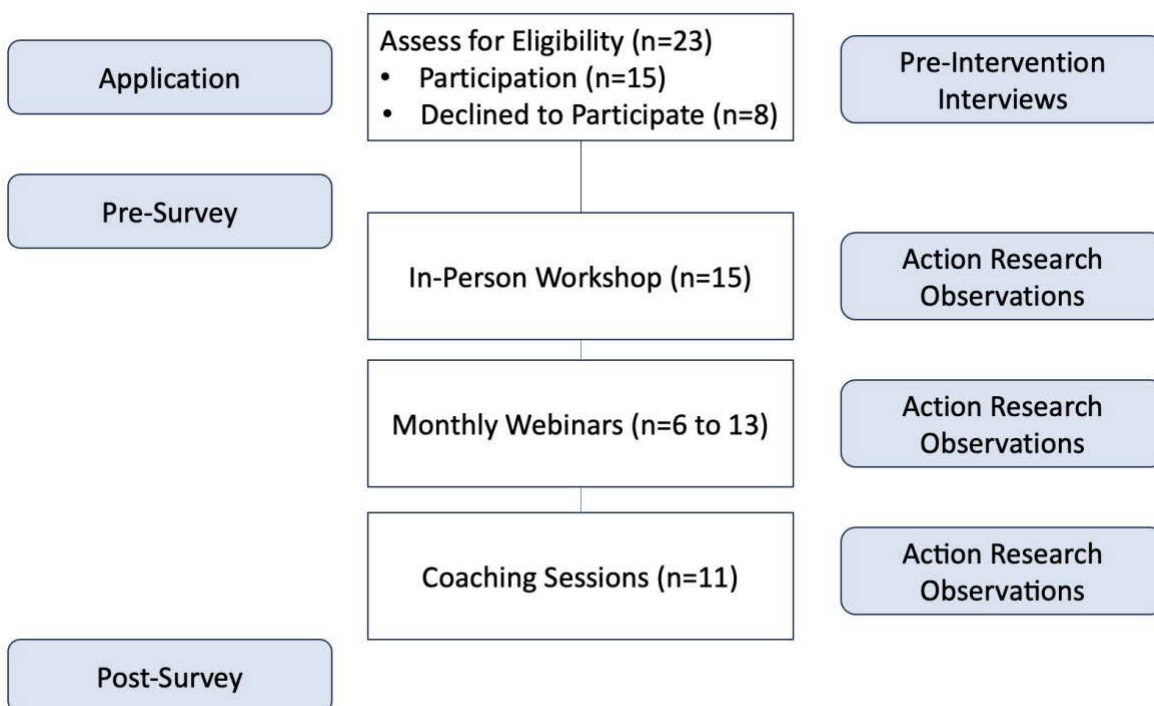 Application
Assess for Eligibility (n=23)
• Participation (n=15)
• Declined to Participate (n=8)
Pre-Intervention
Interviews
Pre-Survey
In-Person Workshop (n=15)
Action Research
Observations
Monthly Webinars (n=6 to 13)
Action Research
Observations
Coaching Sessions (n=11)
Action Research
Observations
Post-Survey